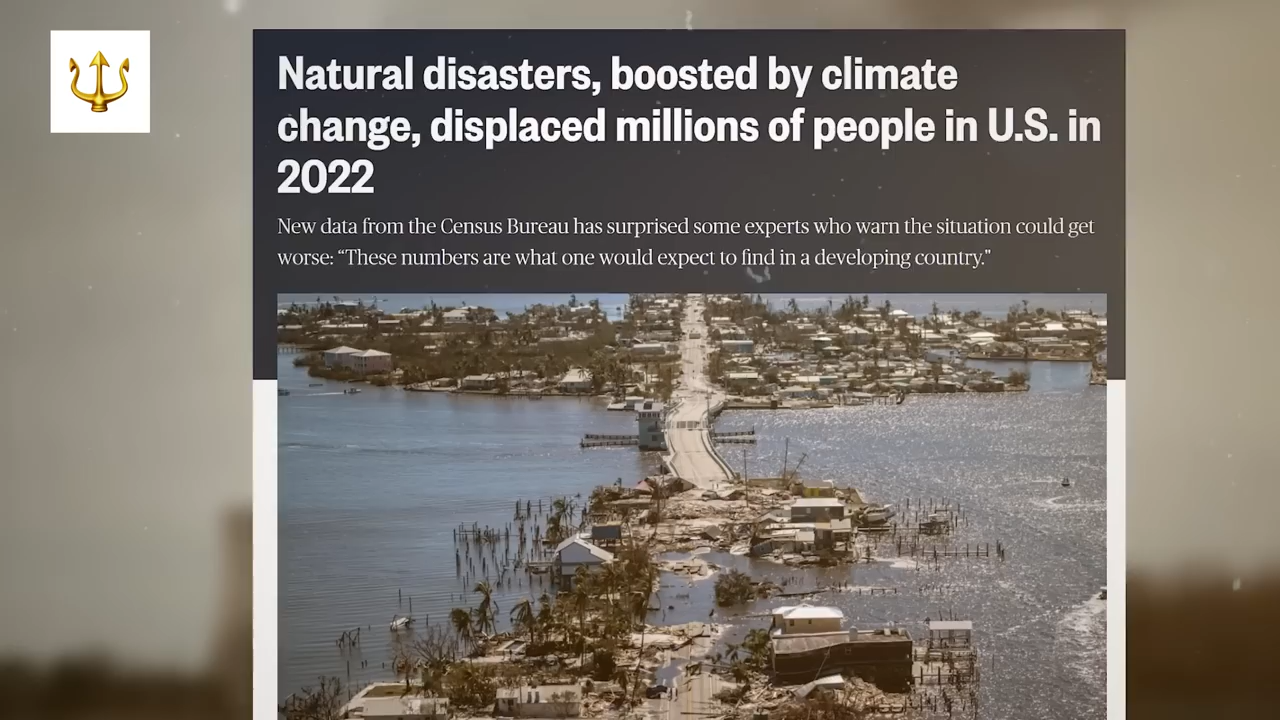 Natural disasters, boosted by climate
change, displaced millions of people in U.S. in
2022
New data from the Census Bureau has surprised some experts who warn the situation could get
worse: “These numbers are what one would expect to find in a developing country.”